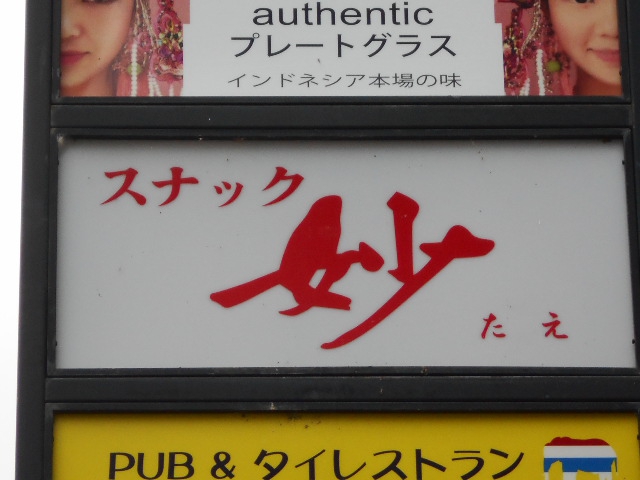 authentic
プレートグラス
インドネシア本場の味
スナック
妙
たえ
PUB & タイレストラン